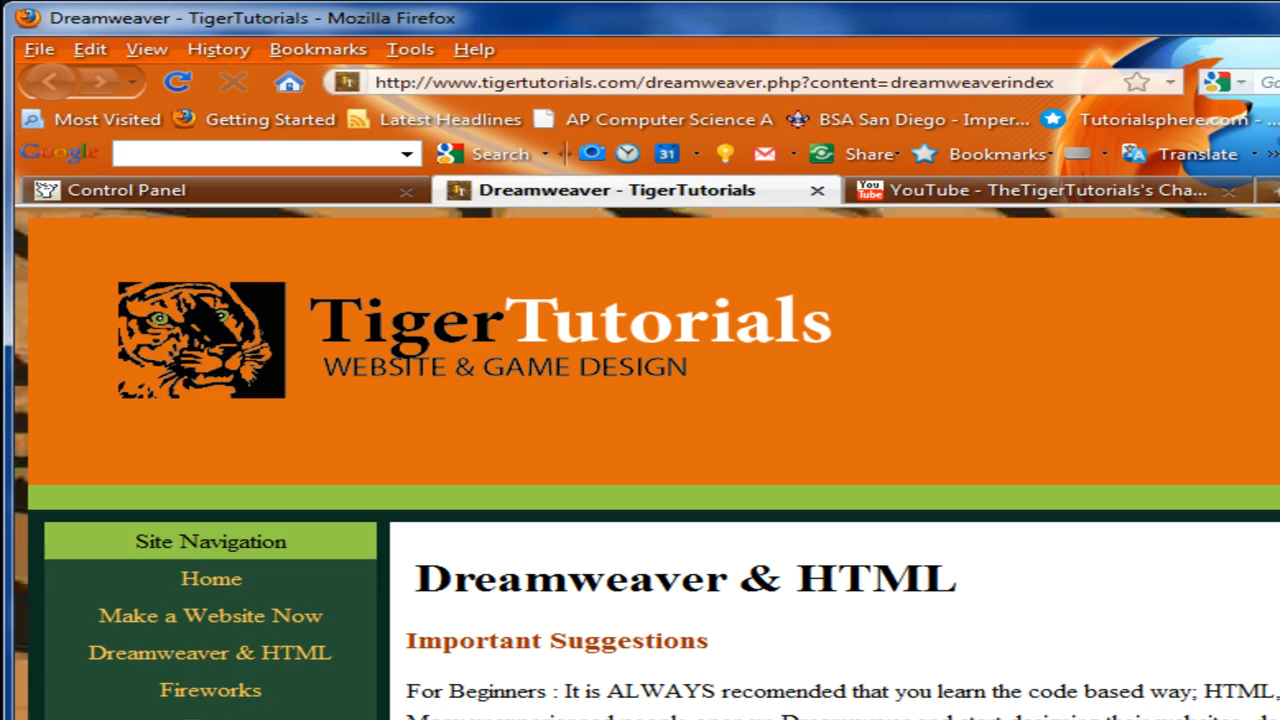 Dreamweaver - TigerTutorials - Mozilla Firefox
File Edit View History Bookmarks Tools Help
http://www.tigertutorials.com/dreamweaver.php?content=dreamweaverindex
Most Visited Getting Started Latest Headlines AP Computer Science A BSA San Diego - Imper... Tutorialsphere.com - ...
Google Search 31 Share Bookmarks Translate
Control Panel Dreamweaver - TigerTutorials YouTube - TheTigerTutorials's Cha...
TigerTutorials
WEBSITE & GAME DESIGN
Site Navigation
Home
Make a Website Now
Dreamweaver & HTML
Fireworks
Dreamweaver & HTML
Important Suggestions
For Beginners : It is ALWAYS recomended that you learn the code based way; HTML,